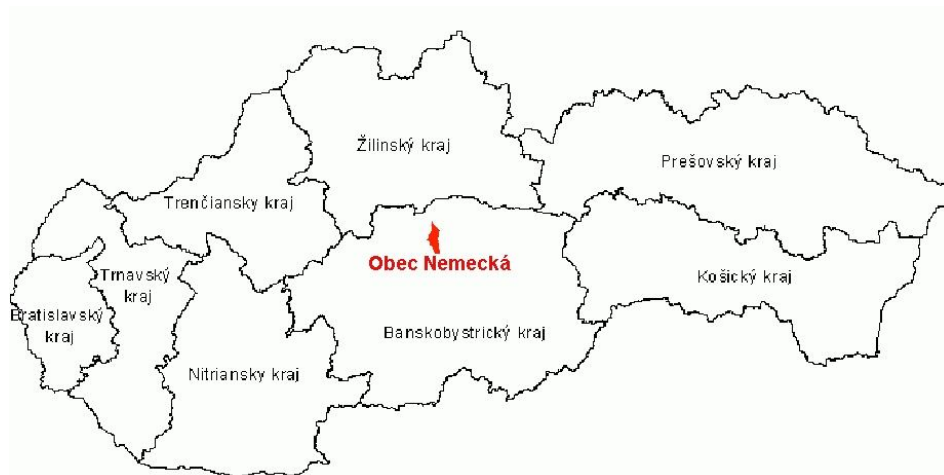 Žilinský kraj
Prešovský kraj
Trenčiansky kraj
Obec Nemecká
Trnavský
kraj
Košický kraj
Bratislavský
kraj
Banskobystrický kraj
Nitriansky kraj